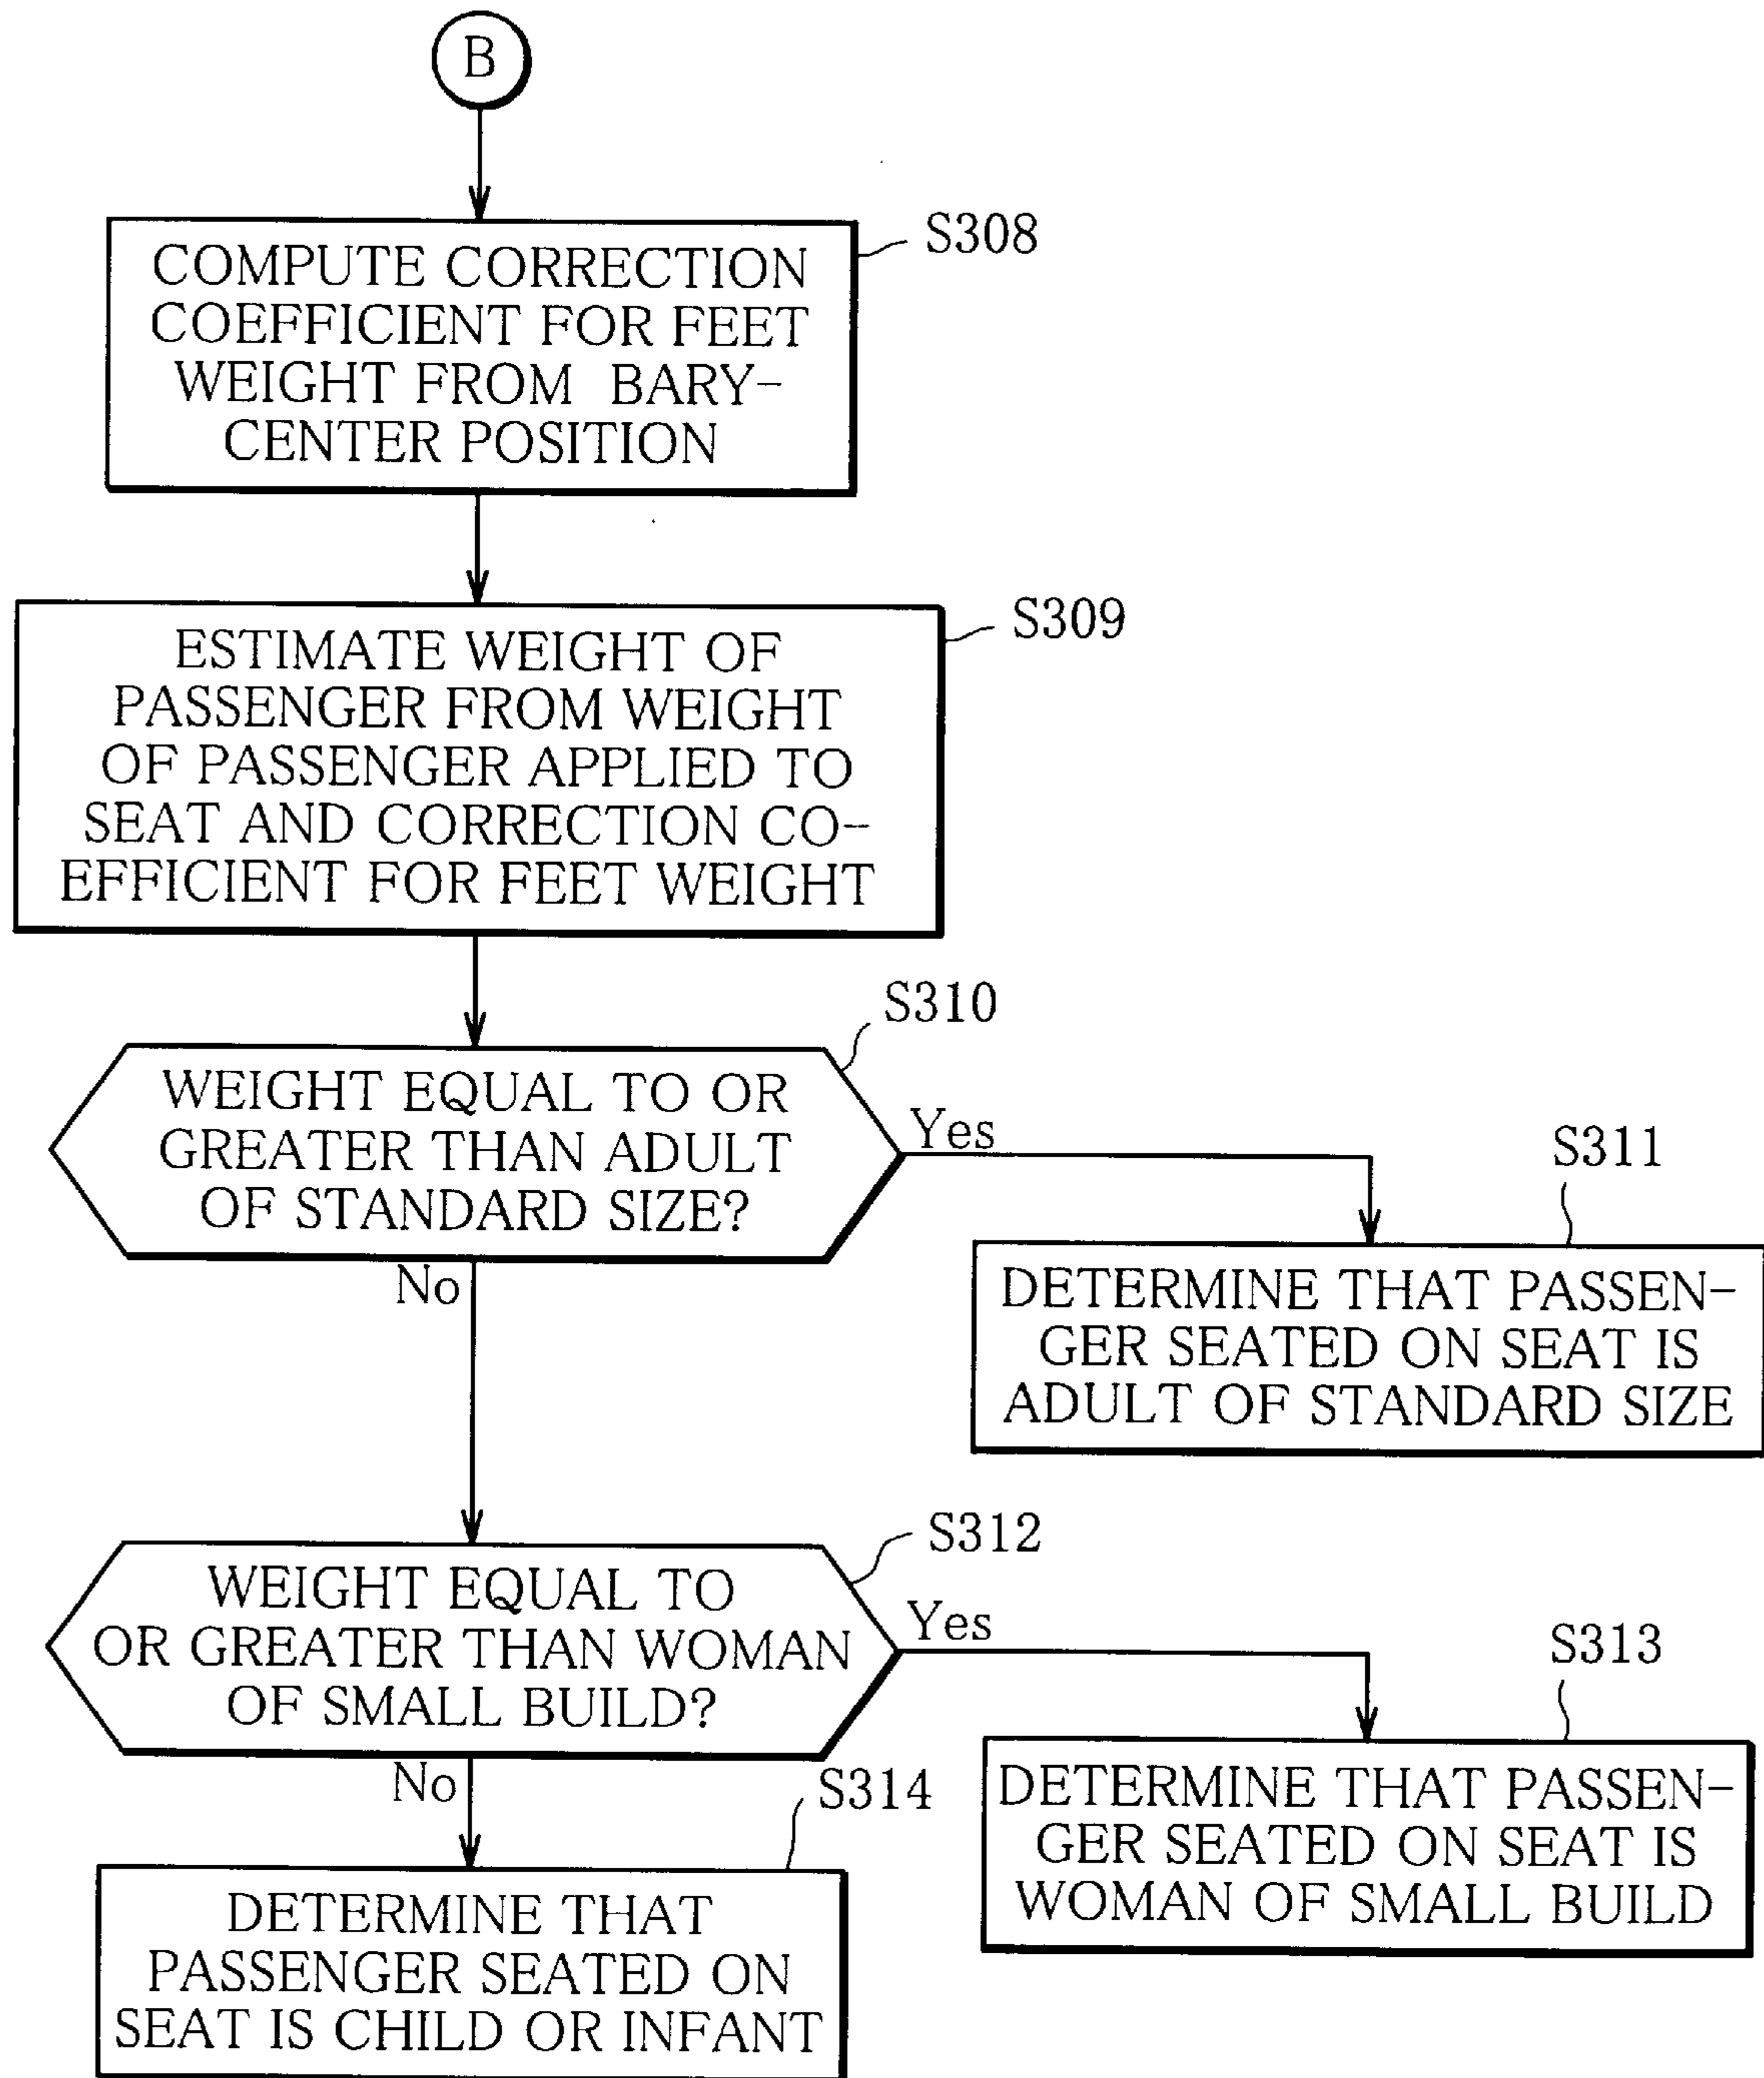 B
S308
COMPUTE CORRECTION
COEFFICIENT FOR FEET
WEIGHT FROM BARY-
CENTER POSITION
S309
ESTIMATE WEIGHT OF
PASSENGER FROM WEIGHT
OF PASSENGER APPLIED TO
SEAT AND CORRECTION CO-
EFFICIENT FOR FEET WEIGHT
S310
WEIGHT EQUAL TO OR
GREATER THAN ADULT
OF STANDARD SIZE?
Yes
No
S311
DETERMINE THAT PASSEN-
GER SEATED ON SEAT IS
ADULT OF STANDARD SIZE
S312
WEIGHT EQUAL TO
OR GREATER THAN WOMAN
OF SMALL BUILD?
Yes
No
S313
DETERMINE THAT PASSEN-
GER SEATED ON SEAT IS
WOMAN OF SMALL BUILD
S314
DETERMINE THAT
PASSENGER SEATED ON
SEAT IS CHILD OR INFANT